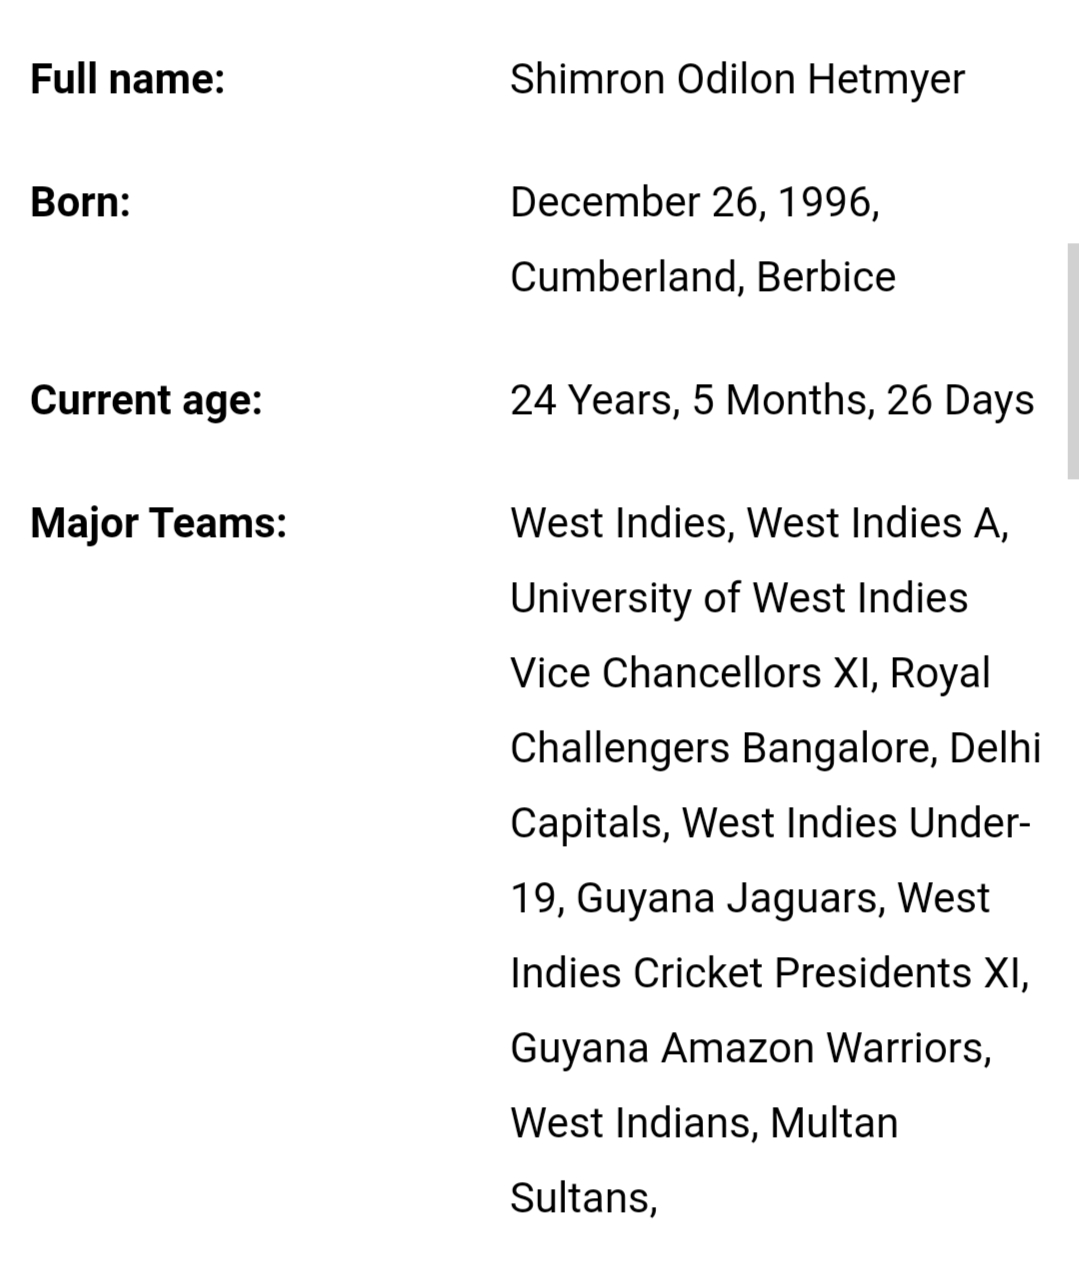 Full name: Shimron Odilon Hetmyer
Born: December 26, 1996,
Cumberland, Berbice
Current age: 24 Years, 5 Months, 26 Days
Major Teams: West Indies, West Indies A,
University of West Indies
Vice Chancellors XI, Royal
Challengers Bangalore, Delhi
Capitals, West Indies Under-
19, Guyana Jaguars, West
Indies Cricket Presidents XI,
Guyana Amazon Warriors,
West Indians, Multan
Sultans,